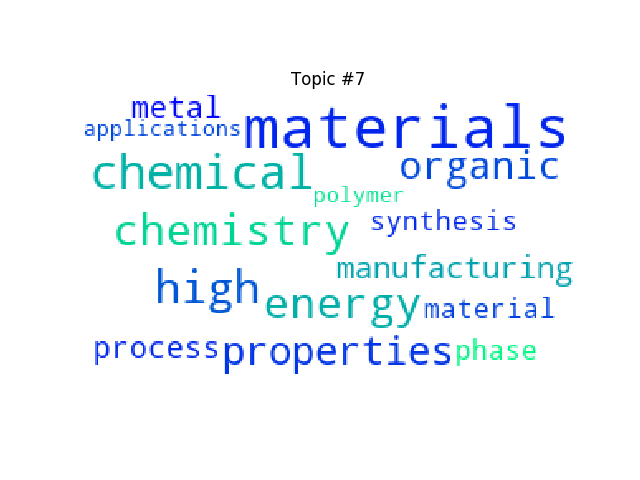 Topic #7
metal
applications materials
chemical organic
polymer
chemistry synthesis
manufacturing
high energy material
process properties phase